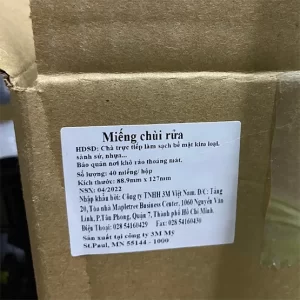 Miếng chùi rửa
HDSD: Chà trực tiếp làm sạch bề mặt kim loại,
sành sứ, nhựa...
Bảo quản nơi khô ráo thoáng mát.
Số lượng: 40 miếng/ hộp
Kích thước: 88.9mm x 127mm
NSX: 04/2022
Nhập khẩu bởi: Công ty TNHH 3M Việt Nam. Đ/C: Tầng
20, Tòa nhà Mapletree Business Center, 1060 Nguyễn Văn
Linh, P.Tân Phong, Quận 7, Thành phố Hồ Chí Minh.
Điện Thoại: 028 54160429 Fax: 028 54160430
Sản xuất tại công ty 3M Mỹ
St.Paul, MN 55144 - 1000